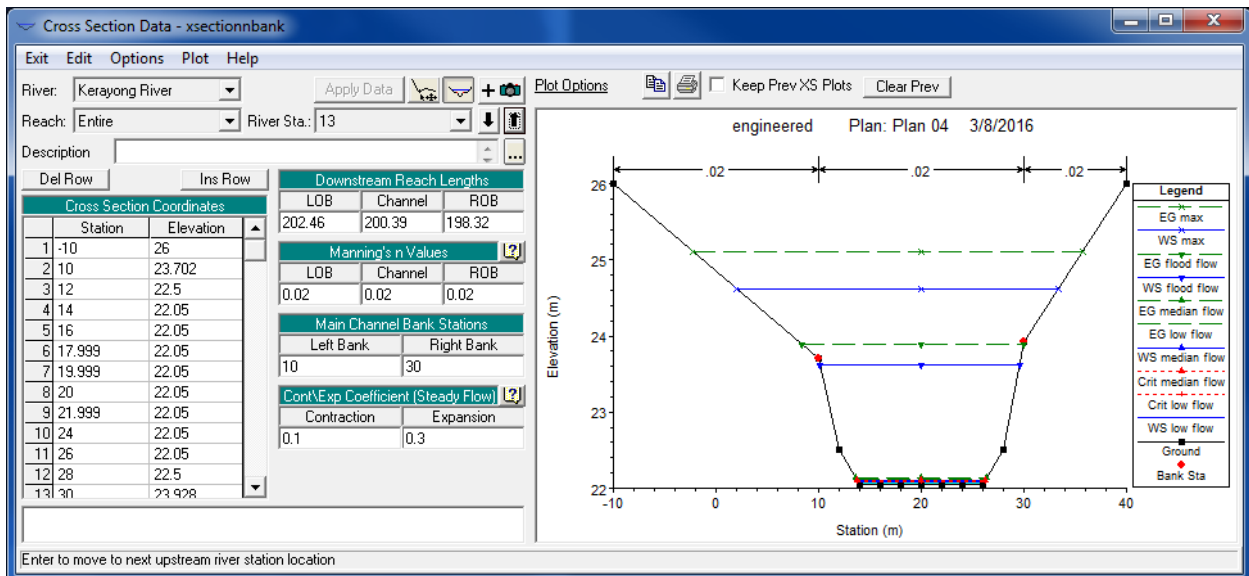 Cross Section Data - xsectionnbank
Exit Edit Options Plot Help
River: Kerayong River Apply Data
Reach: Entire River Sta.: 13
Description ...
Del Row Ins Row
Cross Section Coordinates
Station Elevation
1 -10 26
2 10 23.702
3 12 22.5
4 14 22.05
5 16 22.05
6 17.999 22.05
7 19.999 22.05
8 20 22.05
9 21.999 22.05
10 24 22.05
11 26 22.05
12 28 22.5
13 30 23.928
Downstream Reach Lengths
LOB Channel ROB
202.46 200.39 198.32
Manning's n Values
LOB Channel ROB
0.02 0.02 0.02
Main Channel Bank Stations
Left Bank Right Bank
10 30
Cont\Exp Coefficient (Steady Flow)
Contraction Expansion
0.1 0.3
Plot Options Keep Prev XS Plots Clear Prev
engineered Plan: Plan 04 3/8/2016
.02 .02 .02
26
25
24
23
22
Elevation (m)
-10 0 10 20 30 40
Station (m)
Legend
EG max
WS max
EG flood flow
WS flood flow
EG median flow
EG low flow
WS median flow
Crit median flow
Crit low flow
WS low flow
Ground
Bank Sta
Enter to move to next upstream river station location